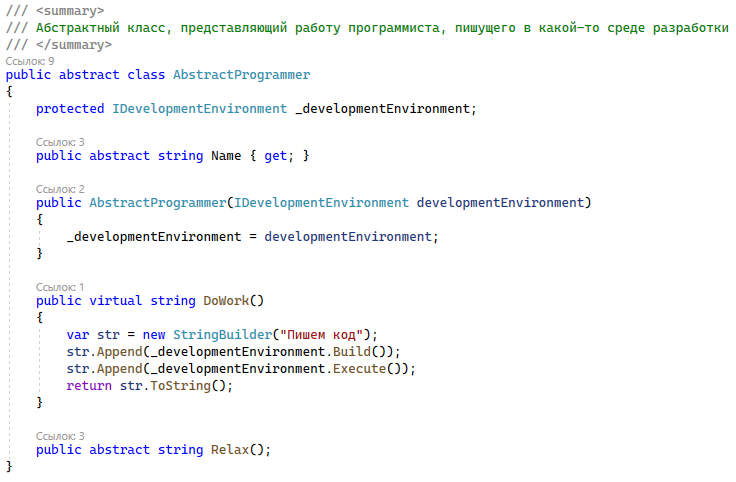 /// <summary>
/// Абстрактный класс, представляющий работу программиста, пишущего в какой-то среде разработки
/// </summary>
Ссылок: 9
public abstract class AbstractProgrammer
{
    protected IDevelopmentEnvironment _developmentEnvironment;
    Ссылок: 3
    public abstract string Name { get; }
    Ссылок: 2
    public AbstractProgrammer(IDevelopmentEnvironment developmentEnvironment)
    {
        _developmentEnvironment = developmentEnvironment;
    }
    Ссылок: 1
    public virtual string DoWork()
    {
        var str = new StringBuilder("Пишем код");
        str.Append(_developmentEnvironment.Build());
        str.Append(_developmentEnvironment.Execute());
        return str.ToString();
    }
    Ссылок: 3
    public abstract string Relax();
}